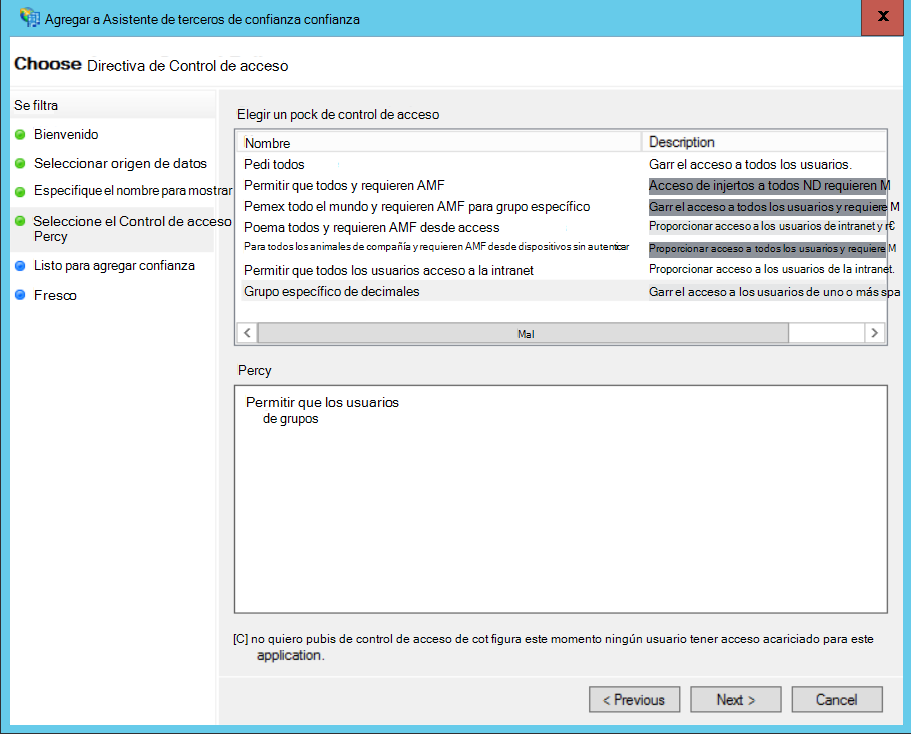 Agregar a Asistente de terceros de confianza confianza
x
Choose Directiva de Control de acceso
Se filtra
Bienvenido
Seleccionar origen de datos
Especifique el nombre para mostrar
Seleccione el Control de acceso
Percy
Listo para agregar confianza
Fresco
Elegir un pock de control de acceso
Nombre Description
Pedi todos Garr el acceso a todos los usuarios.
Permitir que todos y requieren AMF Acceso de injertos a todos ND requieren M
Pemex todo el mundo y requieren AMF para grupo específico Garr el acceso a todos los usuarios y requiere M
Poema todos y requieren AMF desde access Proporcionar acceso a los usuarios de intranet y r€
Para todos los animales de compañía y requieren AMF desde dispositivos sin autenticar Proporcionar acceso a todos los usuarios y requiere M
Permitir que todos los usuarios acceso a la intranet Proporcionar acceso a los usuarios de la intranet.
Grupo específico de decimales Garr el acceso a los usuarios de uno o más spa
< Mal >
Percy
Permitir que los usuarios
de grupos
[C] no quiero pubis de control de acceso de cot figura este momento ningún usuario tener acceso acariciado para este
application.
< Previous Next > Cancel